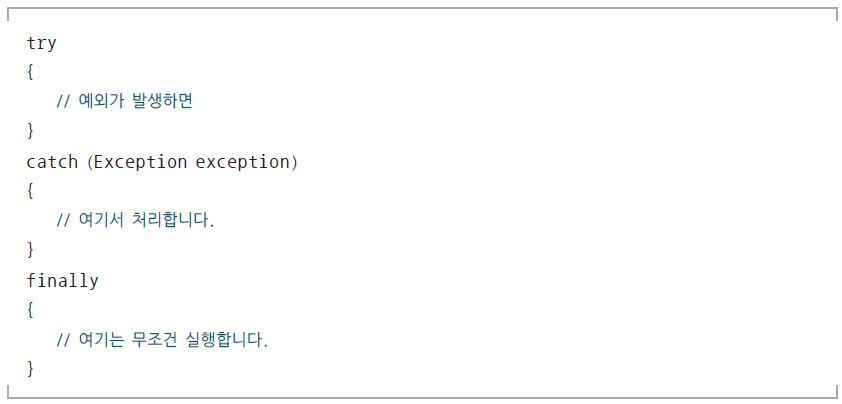 try
{
// 예외가 발생하면
}
catch (Exception exception)
{
// 여기서 처리합니다.
}
finally
{
// 여기는 무조건 실행합니다.
}